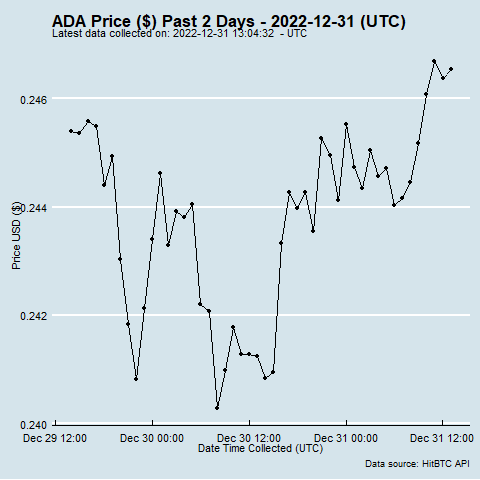 ADA Price ($) Past 2 Days - 2022-12-31 (UTC)
Latest data collected on: 2022-12-31 13:04:32 - UTC
0.246
0.244
Price USD ($)
0.242
0.240
Dec 29 12:00 Dec 30 00:00 Dec 30 12:00 Dec 31 00:00 Dec 31 12:00
Date Time Collected (UTC)
Data source: HitBTC API